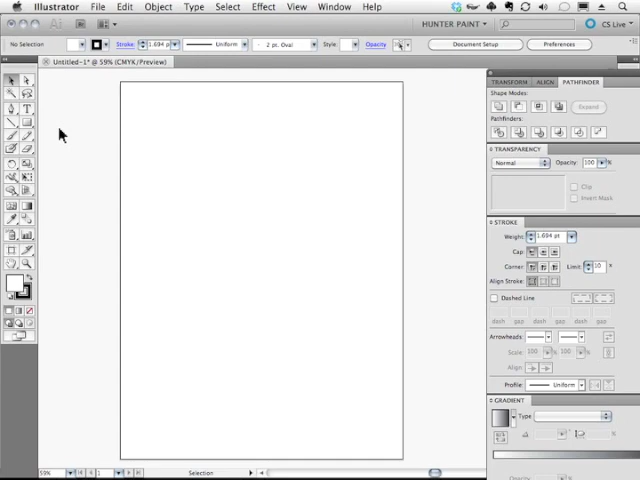 Illustrator File Edit Object Type Select Effect View Window Help
Ai Br HUNTER PAINT CS Live
No Selection Stroke: 1.694 pt Uniform 2 pt. Oval Style: Opacity Document Setup Preferences
Untitled-1* @ 59% (CMYK/Preview)
TRANSFORM ALIGN PATHFINDER
Shape Modes:
Expand
Pathfinders:
TRANSPARENCY
Normal Opacity: 100
Clip
Invert Mask
STROKE
Weight: 1.694 pt
Cap:
Corner: Limit: 10 x
Align Stroke:
Dashed Line
dash gap dash gap dash gap
Arrowheads:
Scale: 100 % 100 %
Align:
Profile: Uniform
GRADIENT
Type
59% 1 Selection